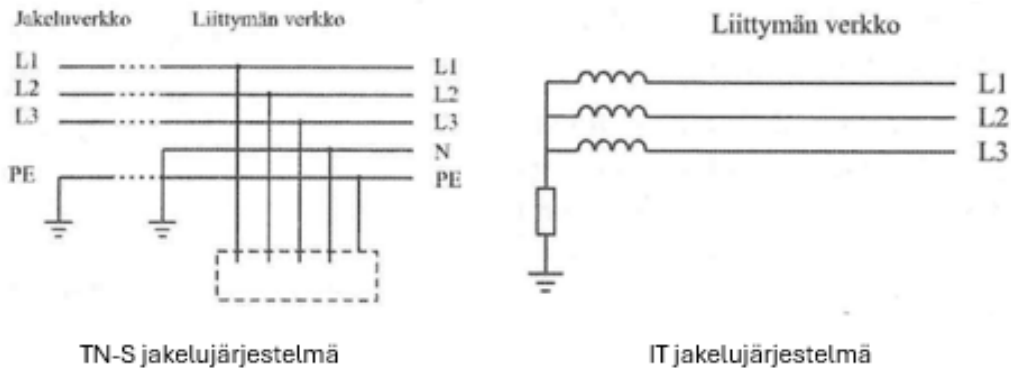 Jakeluverkko Liittymän verkko
L1 L1
L2 L2
L3 L3
N
PE PE
TN-S jakelujärjestelmä
Liittymän verkko
L1
L2
L3
IT jakelujärjestelmä